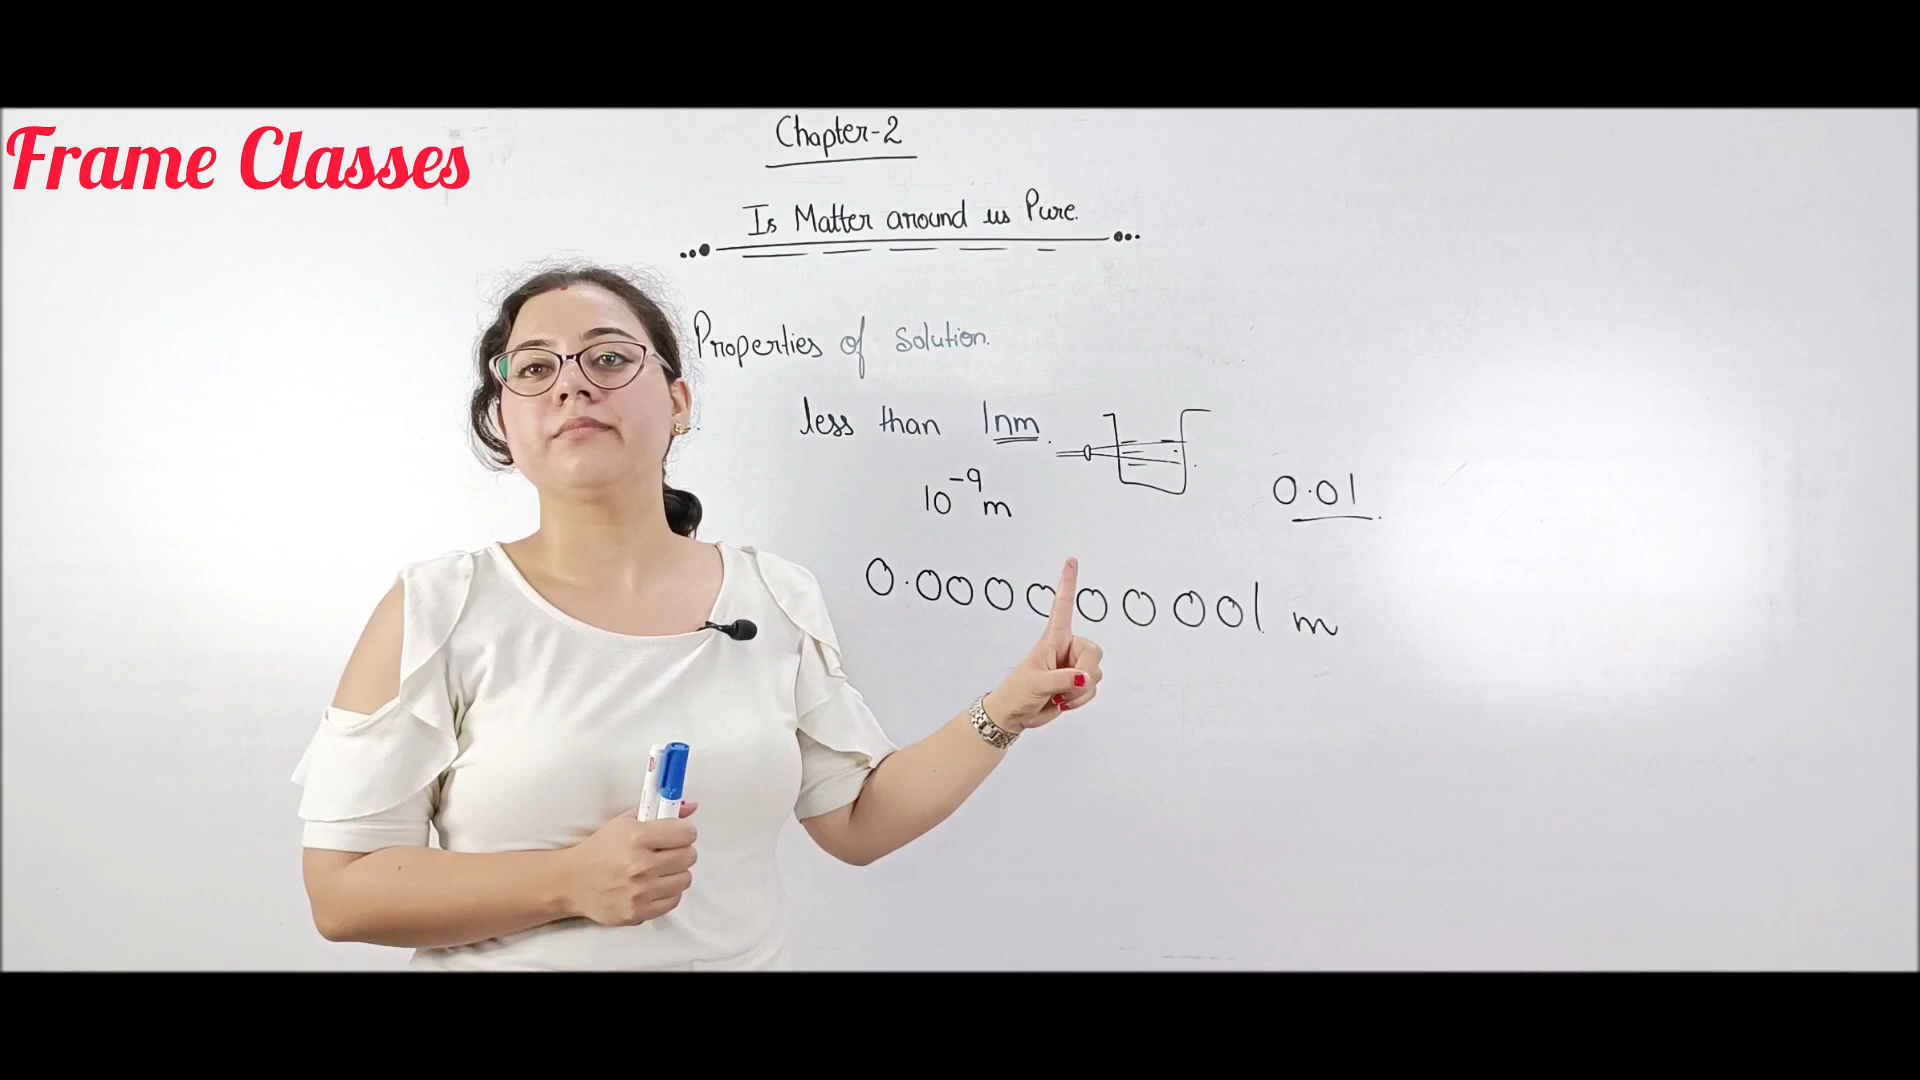 Frame Classes
Chapter-2
Is Matter around us Pure.
Properties of solution.
less than 1nm.
10⁻⁹m
0.01
0.000000001 m